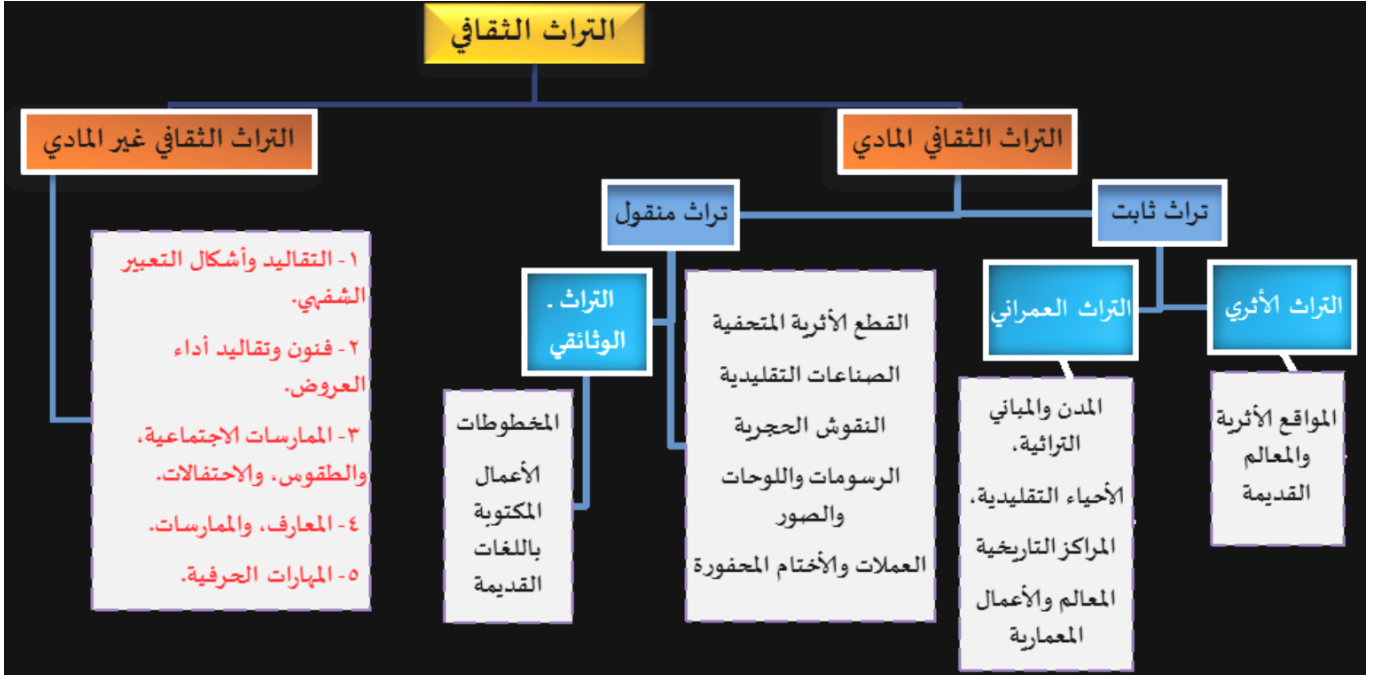 التراث الثقافي
التراث الثقافي المادي
التراث الثقافي غير المادي
تراث ثابت
تراث منقول
التراث الأثري
التراث العمراني
التراث -
الوثائقي
المواقع الأثرية
والمعالم
القديمة
المدن والمباني
التراثية،
الأحياء التقليدية،
المراكز التاريخية
المعالم والأعمال
المعمارية
القطع الأثرية المتحفية
الصناعات التقليدية
النقوش الحجرية
الرسومات واللوحات
والصور
العملات والأختام المحفورة
المخطوطات
الأعمال
المكتوبة
باللغات
القديمة
١- التقاليد وأشكال التعبير
الشفهي.
٢- فنون وتقاليد أداء
العروض.
٣- الممارسات الاجتماعية،
والطقوس، والاحتفالات.
٤- المعارف، والممارسات.
٥- المهارات الحرفية.